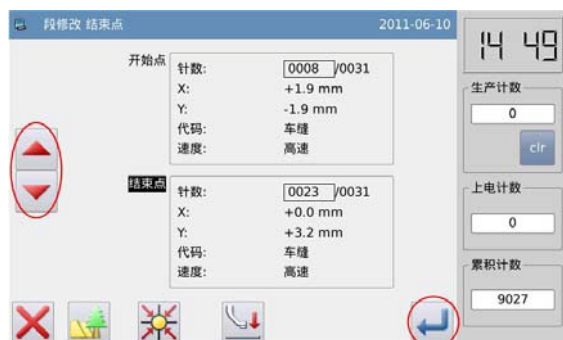 段修改 结束点 2011-06-10
14 49
开始点
针数: 0008 /0031
X: +1.9 mm
Y: -1.9 mm
代码: 车缝
速度: 高速
结束点
针数: 0023 /0031
X: +0.0 mm
Y: +3.2 mm
代码: 车缝
速度: 高速
生产计数
0
clr
上电计数
0
累积计数
9027